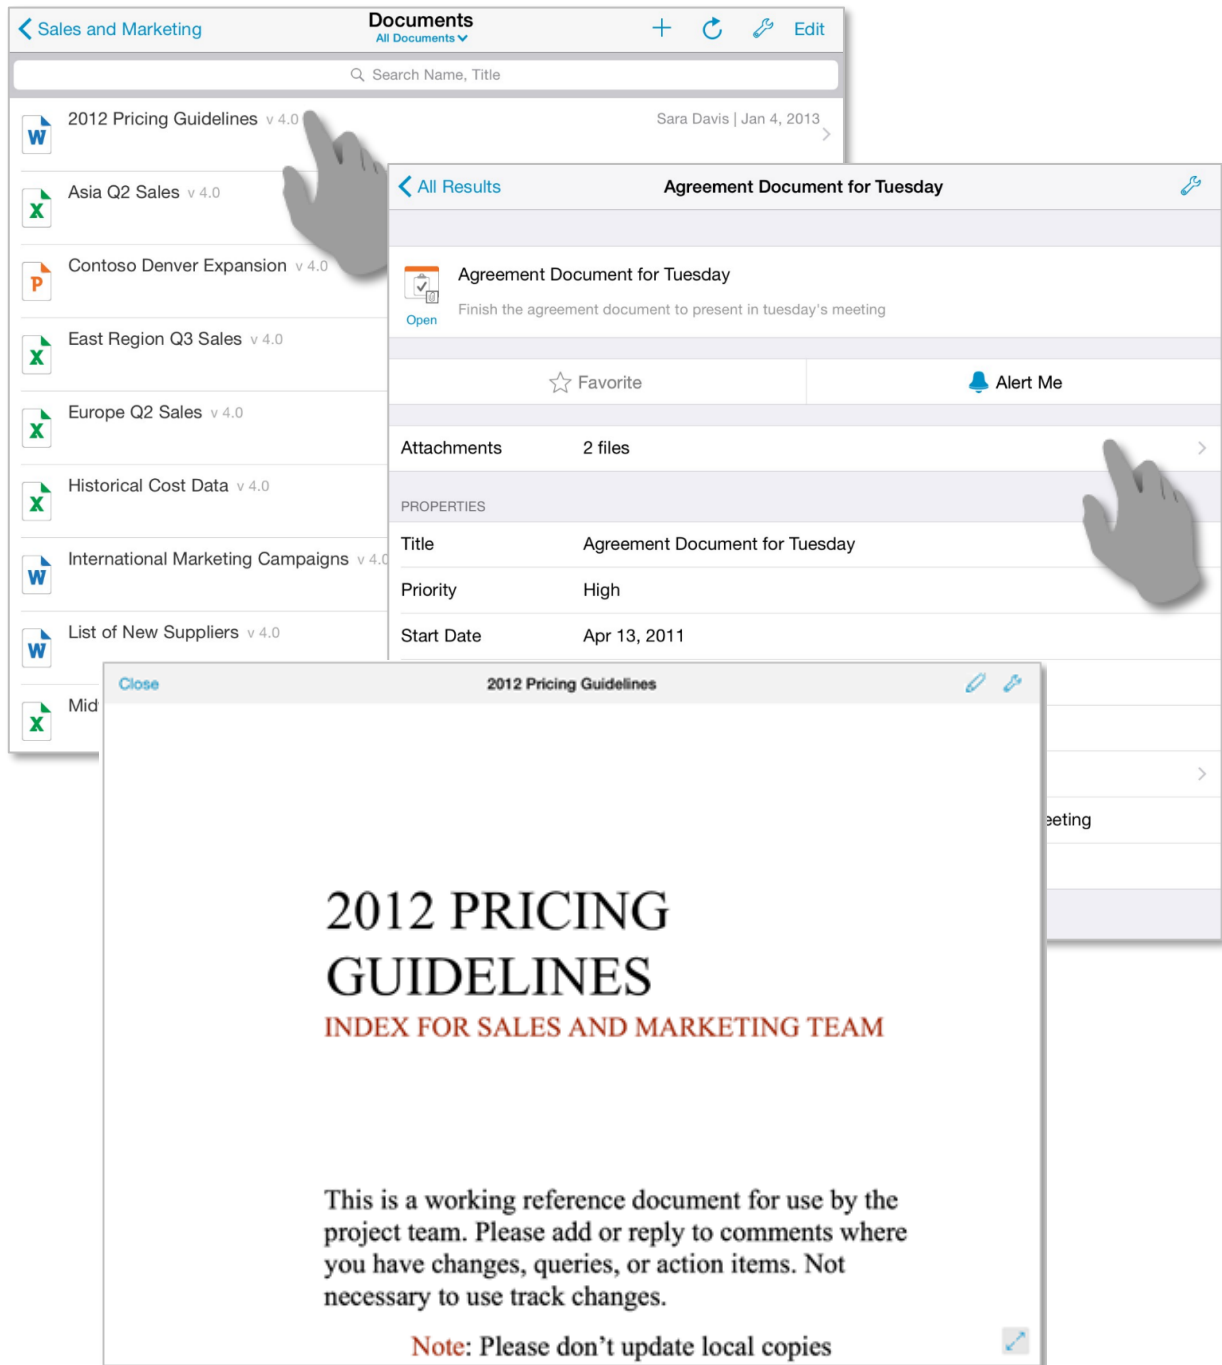 Sales and Marketing
Documents
All Documents
Edit
Search Name, Title
2012 Pricing Guidelines v 4.0
Sara Davis | Jan 4, 2013
Asia Q2 Sales v 4.0
Contoso Denver Expansion v 4.0
East Region Q3 Sales v 4.0
Europe Q2 Sales v 4.0
Historical Cost Data v 4.0
International Marketing Campaigns v 4.0
List of New Suppliers v 4.0
Mid
All Results
Agreement Document for Tuesday
Agreement Document for Tuesday
Finish the agreement document to present in tuesday's meeting
Open
Favorite
Alert Me
Attachments 2 files
PROPERTIES
Title Agreement Document for Tuesday
Priority High
Start Date Apr 13, 2011
eeting
Close
2012 Pricing Guidelines
2012 PRICING
GUIDELINES
INDEX FOR SALES AND MARKETING TEAM
This is a working reference document for use by the
project team. Please add or reply to comments where
you have changes, queries, or action items. Not
necessary to use track changes.
Note: Please don’t update local copies